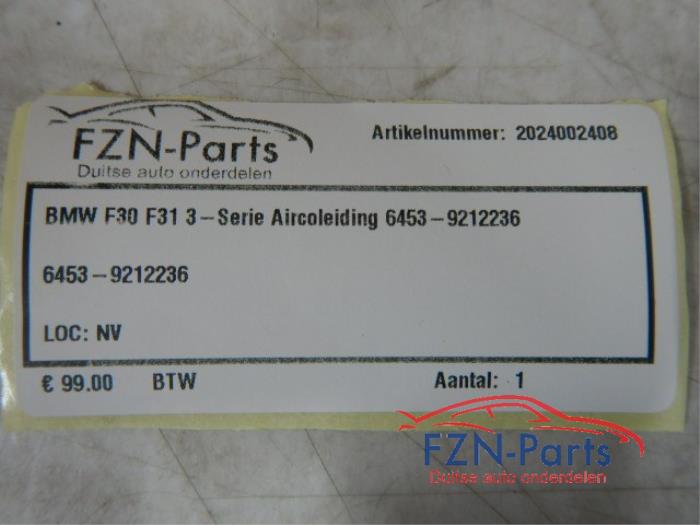 FZN-Parts
Duitse auto onderdelen
Artikelnummer: 2024002408
BMW F30 F31 3-Serie Aircoleiding 6453-9212236
6453-9212236
LOC: NV
€ 99.00 BTW Aantal: 1
FZN-Parts
Duitse auto onderdelen